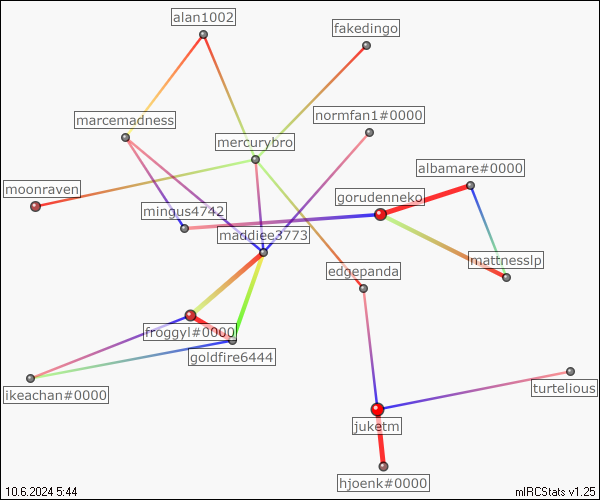 alan1002
fakedingo
marcemadness
normfan1#0000
mercurybro
albamare#0000
moonraven
gorudenneko
mingus4742
maddiee3773
mattnesslp
edgepanda
froggyl#0000
goldfire6444
ikeachan#0000
turtelious
juketm
hjoenk#0000
10.6.2024 5:44
mIRCStats v1.25